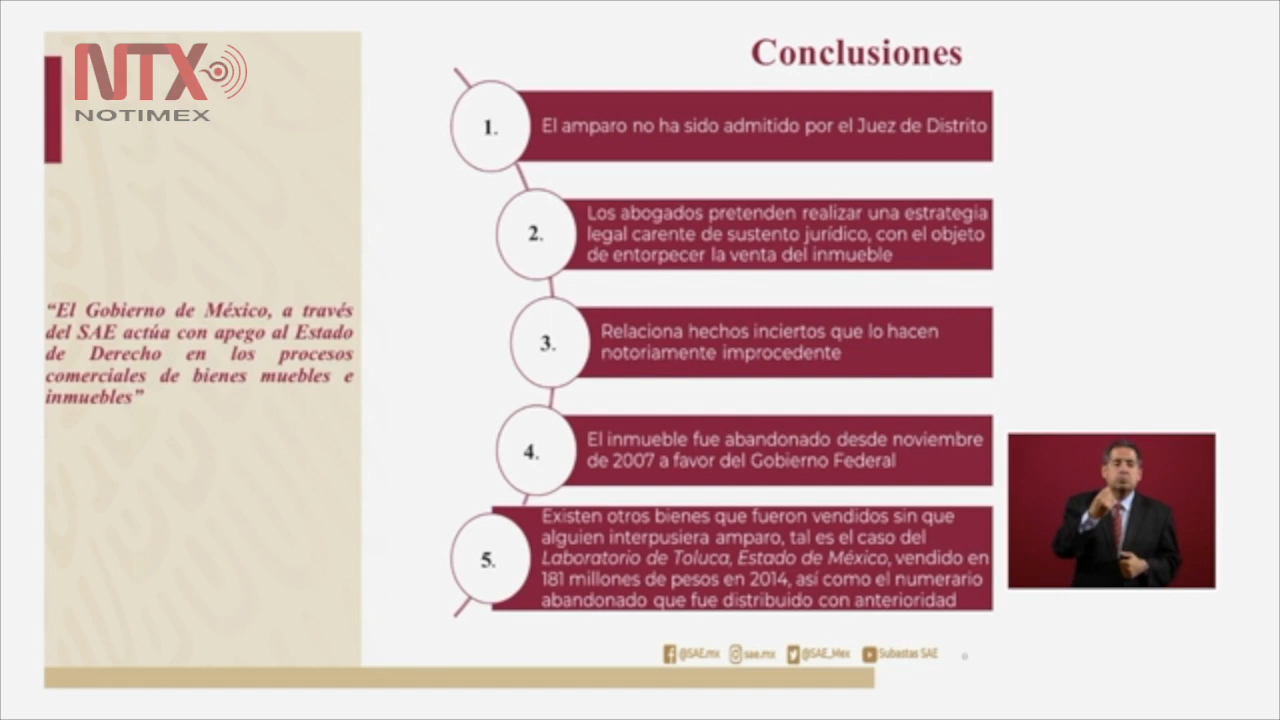 NTX
NOTIMEX
Conclusiones
1.
El amparo no ha sido admitido por el Juez de Distrito
2.
Los abogados pretenden realizar una estrategia
legal carente de sustento jurídico, con el objeto
de entorpecer la venta del inmueble
“El Gobierno de México, a través
del SAE actúa con apego al Estado
de Derecho en los procesos
comerciales de bienes muebles e
inmuebles”
3.
Relaciona hechos inciertos que lo hacen
notoriamente improcedente
4.
El inmueble fue abandonado desde noviembre
de 2007 a favor del Gobierno Federal
5.
Existen otros bienes que fueron vendidos sin que
alguien interpusiera amparo, tal es el caso del
Laboratorio de Toluca, Estado de México, vendido en
181 millones de pesos en 2014, así como el numerario
abandonado que fue distribuido con anterioridad
@SAE.mx sae.mx @SAE_Mex Subastas SAE